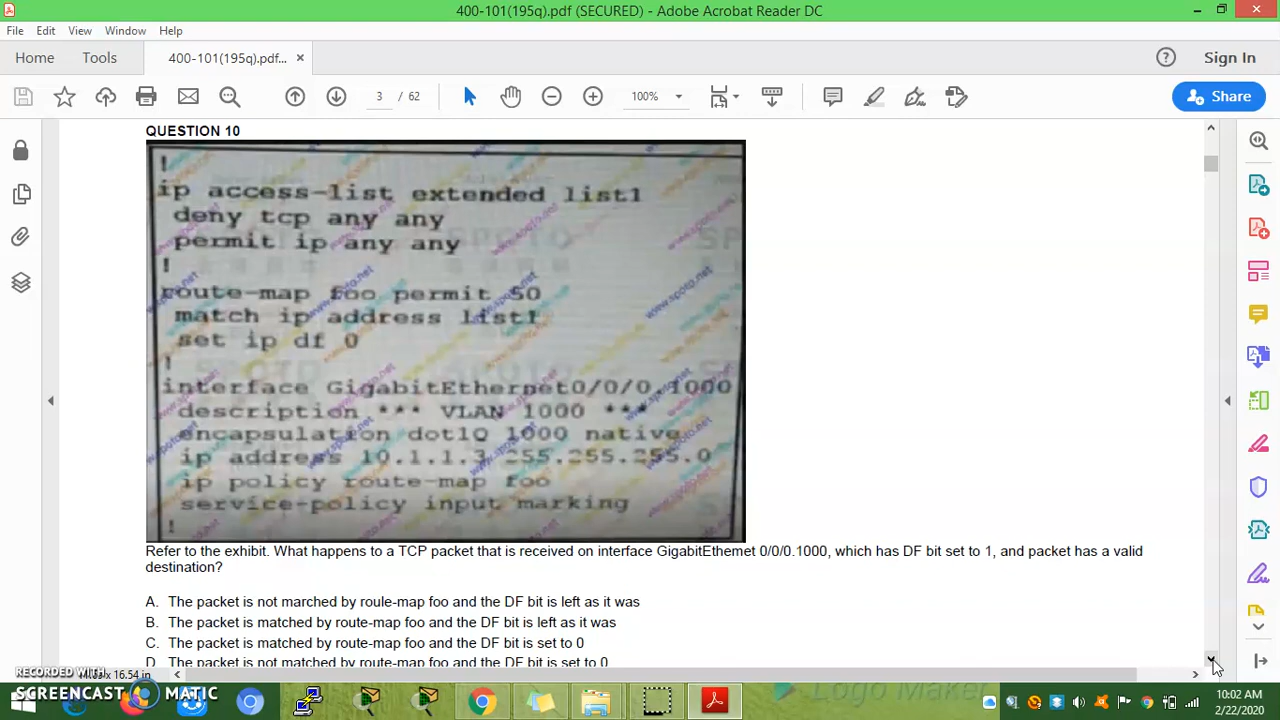 400-101(195q).pdf (SECURED) - Adobe Acrobat Reader DC
File Edit View Window Help
Home Tools 400-101(195q).pdf... × Sign In
3 / 62 100% Share
QUESTION 10
!
ip access-list extended list1
deny tcp any any
permit ip any any
!
route-map foo permit 50
match ip address list1
set ip df 0
!
interface GigabitEthernet0/0/0.1000
description *** VLAN 1000 ***
encapsulation dot1Q 1000 native
ip address 10.1.1.3 255.255.255.0
ip policy route-map foo
service-policy input marking
!
Refer to the exhibit. What happens to a TCP packet that is received on interface GigabitEthemet 0/0/0.1000, which has DF bit set to 1, and packet has a valid
destination?
A. The packet is not marched by roule-map foo and the DF bit is left as it was
B. The packet is matched by route-map foo and the DF bit is left as it was
C. The packet is matched by route-map foo and the DF bit is set to 0
D. The packet is not matched by route-map foo and the DF bit is set to 0
x 16.54 in
RECORDED WITH
SCREENCAST MATIC
Logo Maker
10:02 AM
2/22/2020